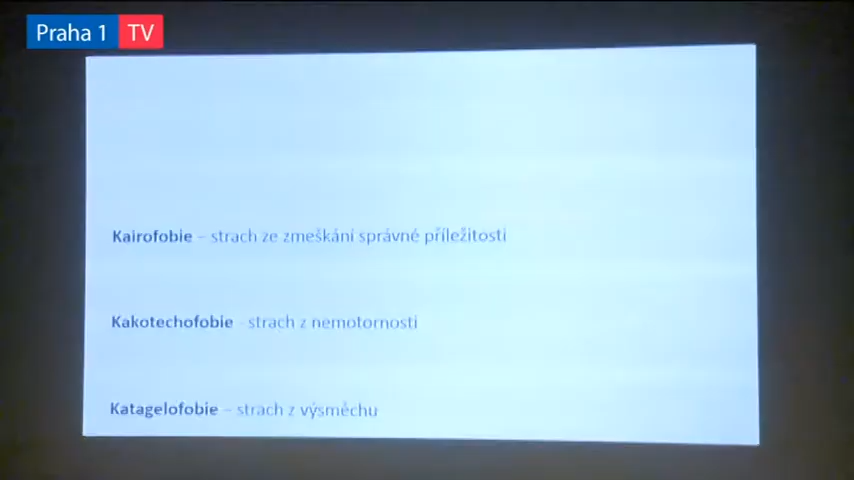 Praha 1 TV
Kairofobie – strach ze zmeškání správné příležitosti
Kakotechofobie - strach z nemotornosti
Katagelofobie – strach z výsměchu